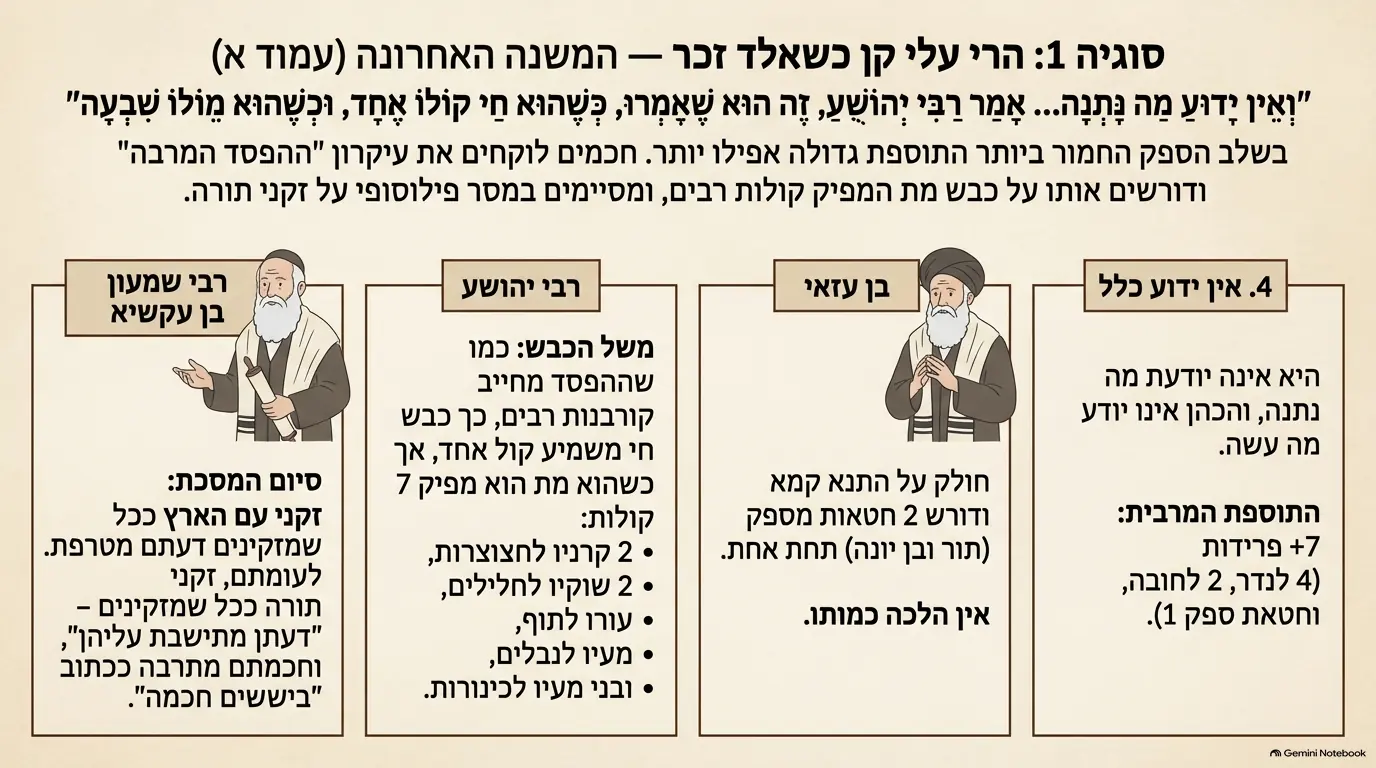 סוגיה 1: הרי עלי קן כשאלד זכר — המשנה האחרונה (עמוד א)
"וְאֵין יָדוּעַ מַה נָּתְנָה... אָמַר רַבִּי יְהוֹשֻׁעַ, זֶה הוּא שֶׁאָמְרוּ, כְּשֶׁהוּא חַי קוֹלוֹ אֶחָד, וּכְשֶׁהוּא מֵולוֹ שִׁבְעָה"
בשלב הספק החמור ביותר התוספת גדולה אפילו יותר. חכמים לוקחים את עיקרון "ההפסד המרבה"
ודורשים אותו על כבש מת המפיק קולות רבים, ומסיימים במסר פילוסופי על זקני תורה.
4. אין ידוע כלל
היא אינה יודעת מה
נתנה, והכהן אינו יודע
מה עשה.
התוספת המרבית:
7+ פרידות
(4 לנדר, 2 לחובה,
וחטאת ספק 1).
בן עזאי
חולק על התנא קמא
ודורש 2 חטאות מספק
(תור ובן יונה) תחת אחת.
אין הלכה כמותו.
רבי יהושע
משל הכבש: כמו
שההפסד מחייב
קורבנות רבים, כך כבש
חי משמיע קול אחד, אך
כשהוא מת הוא מפיק 7
קולות:
• 2 קרניו לחצוצרות,
• 2 שוקיו לחלילים,
• עורו לתוף,
• מעיו לנבלים,
• ובני מעיו לכינורות.
רבי שמעון
בן עקשיא
סיום המסכת:
זקני עם הארץ ככל
שמזקינים דעתם מטרפת.
לעומתם, זקני
תורה ככל שמזקינים –
"דעתן מתישבת עליהן",
וחכמתם מתרבה ככתוב
"בישישים חכמה".
Gemini Notebook